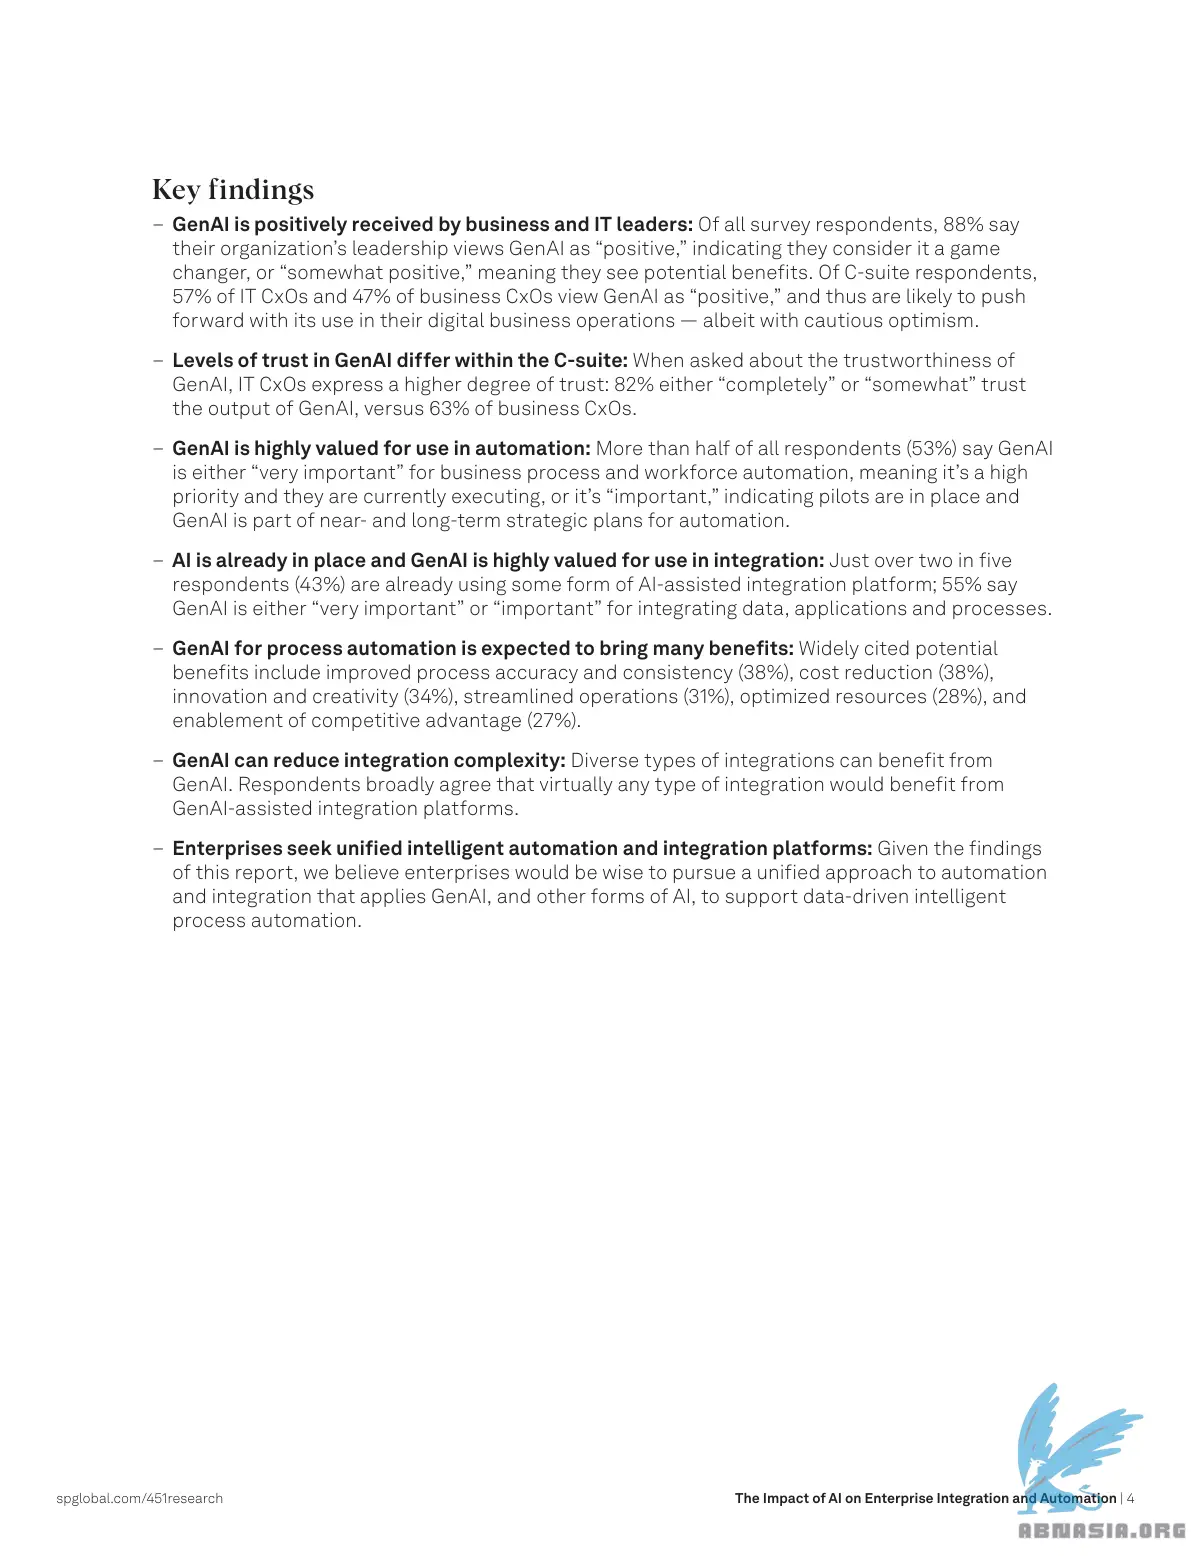 Key findings
– GenAI is positively received by business and IT leaders: Of all survey respondents, 88% say
their organization’s leadership views GenAI as “positive,” indicating they consider it a game
changer, or “somewhat positive,” meaning they see potential benefits. Of C-suite respondents,
57% of IT CxOs and 47% of business CxOs view GenAI as “positive,” and thus are likely to push
forward with its use in their digital business operations — albeit with cautious optimism.
– Levels of trust in GenAI differ within the C-suite: When asked about the trustworthiness of
GenAI, IT CxOs express a higher degree of trust: 82% either “completely” or “somewhat” trust
the output of GenAI, versus 63% of business CxOs.
– GenAI is highly valued for use in automation: More than half of all respondents (53%) say GenAI
is either “very important” for business process and workforce automation, meaning it’s a high
priority and they are currently executing, or it’s “important,” indicating pilots are in place and
GenAI is part of near- and long-term strategic plans for automation.
– AI is already in place and GenAI is highly valued for use in integration: Just over two in five
respondents (43%) are already using some form of AI-assisted integration platform; 55% say
GenAI is either “very important” or “important” for integrating data, applications and processes.
– GenAI for process automation is expected to bring many benefits: Widely cited potential
benefits include improved process accuracy and consistency (38%), cost reduction (38%),
innovation and creativity (34%), streamlined operations (31%), optimized resources (28%), and
enablement of competitive advantage (27%).
– GenAI can reduce integration complexity: Diverse types of integrations can benefit from
GenAI. Respondents broadly agree that virtually any type of integration would benefit from
GenAI-assisted integration platforms.
– Enterprises seek unified intelligent automation and integration platforms: Given the findings
of this report, we believe enterprises would be wise to pursue a unified approach to automation
and integration that applies GenAI, and other forms of AI, to support data-driven intelligent
process automation.
spglobal.com/451research
The Impact of AI on Enterprise Integration and Automation | 4
ABNASIA.ORG